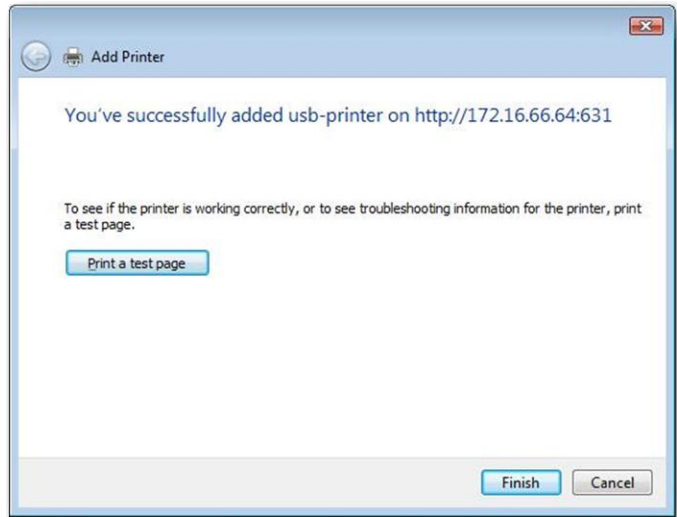 Add Printer
You've successfully added usb-printer on http://172.16.66.64:631
To see if the printer is working correctly, or to see troubleshooting information for the printer, print
a test page.
Print a test page
Finish
Cancel